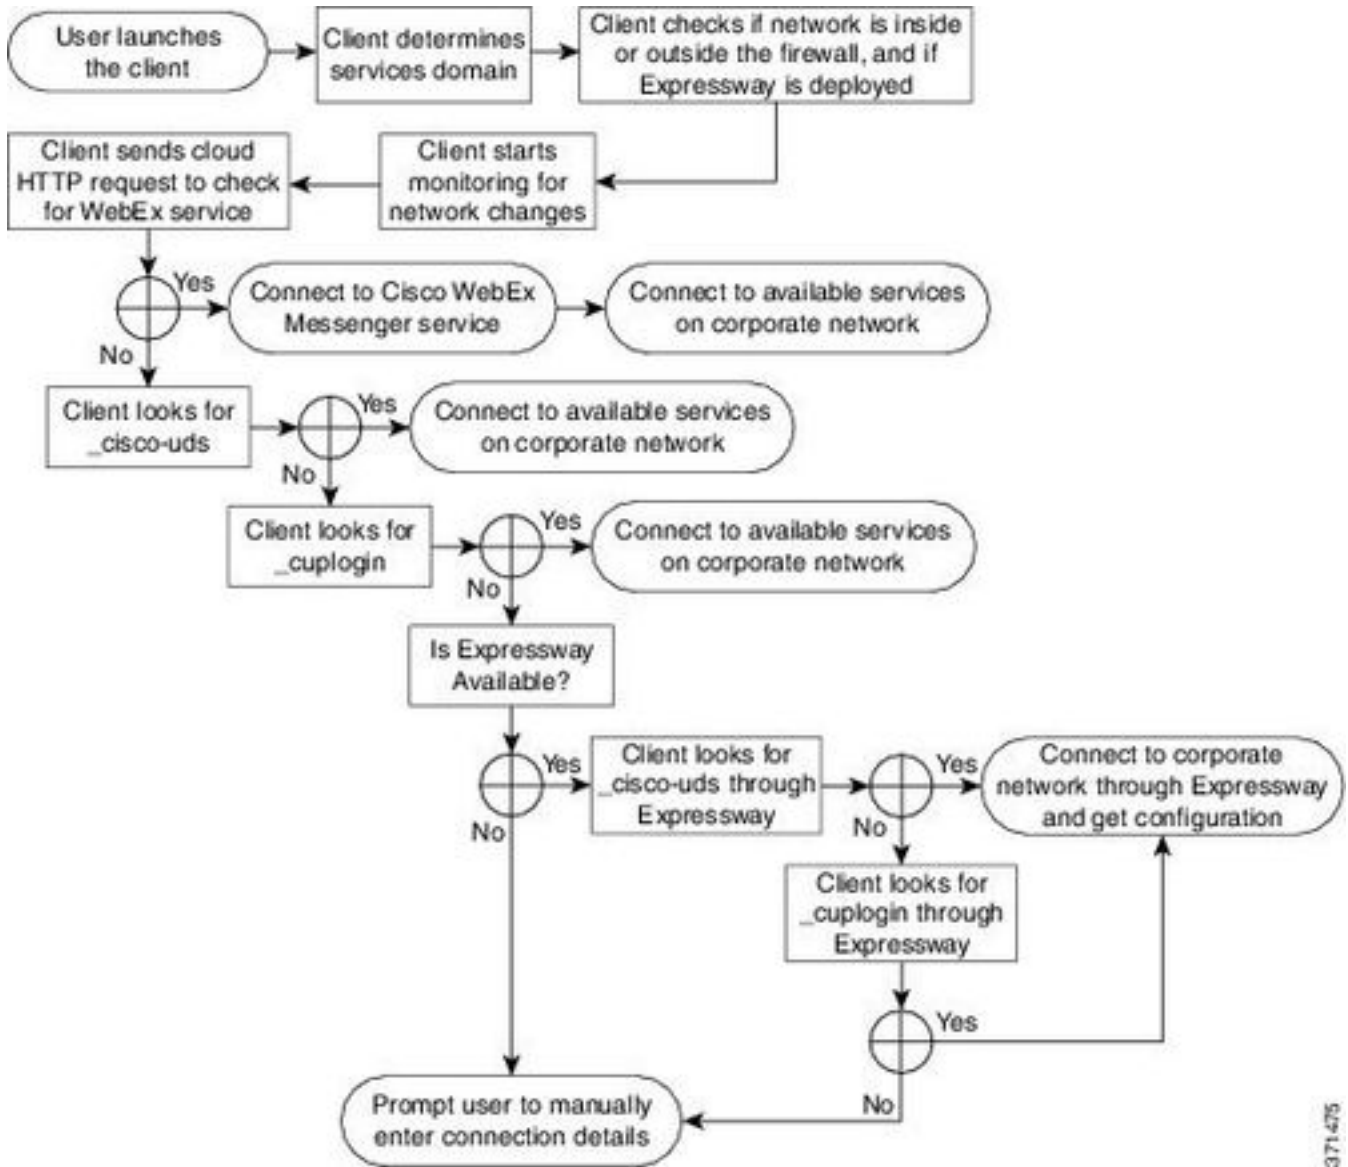 User launches
the client
Client determines
services domain
Client checks if network is inside
or outside the firewall, and if
Expressway is deployed
Client sends cloud
HTTP request to check
for WebEx service
Client starts
monitoring for
network changes
Yes
Connect to Cisco WebEx
Messenger service
Connect to available services
on corporate network
No
Client looks for
_cisco-uds
Yes
Connect to available services
on corporate network
No
Client looks for
_cuplogin
Yes
Connect to available services
on corporate network
No
Is Expressway
Available?
Yes
Client looks for
_cisco-uds through
Expressway
Yes
Connect to corporate
network through Expressway
and get configuration
No
No
Client looks for
_cuplogin through
Expressway
Yes
No
Prompt user to manually
enter connection details
371475